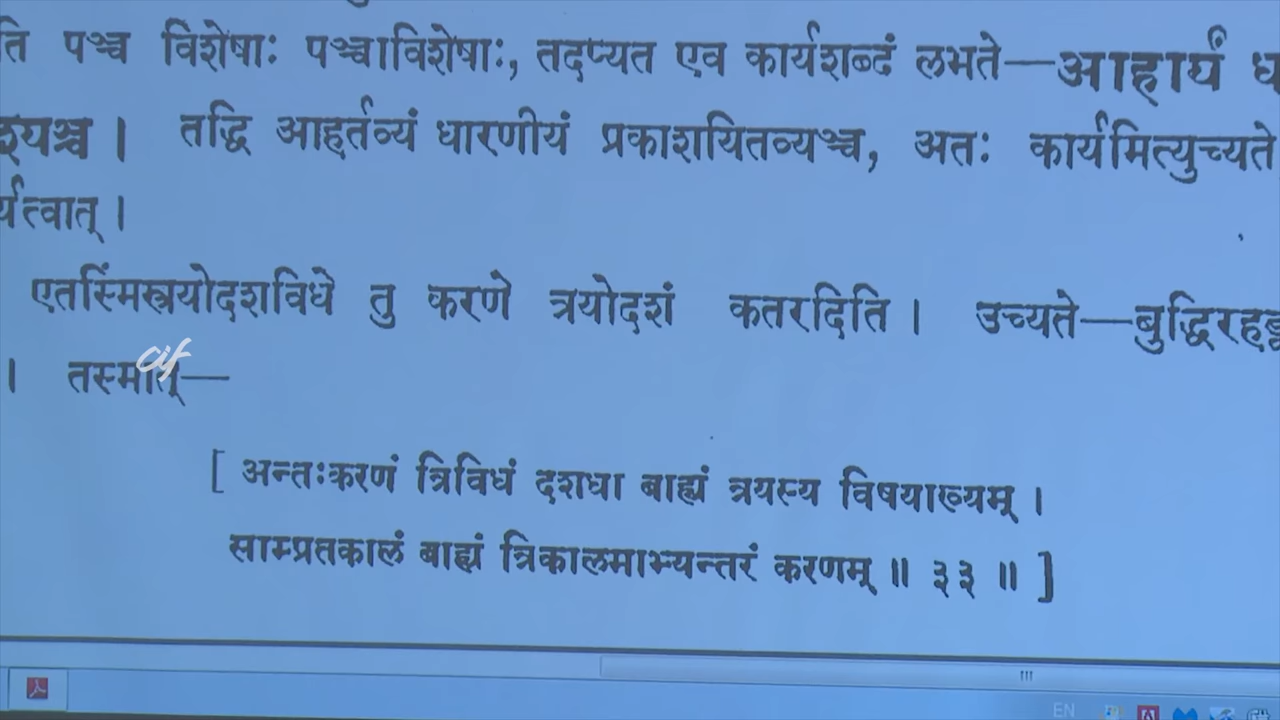 ति पञ्च विशेषाः पञ्चाविशेषाः, तदप्यत एव कार्यशब्दं लभते—आहार्यं
तद्धि आहर्तव्यं धारणीयं प्रकाशयितव्यञ्च, अतः कार्यमित्युच्यते
र्यत्वात् ।
एतस्मिंस्त्रयोदशविधे तु करणे त्रयोदशं कतरदिति । उच्यते—बुद्धिरहङ्क
। तस्मात्—
[ अन्तःकरणं त्रिविधं दशधा बाह्यं त्रयस्य विषयाख्यम् ।
साम्प्रतकालं बाह्यं त्रिकालमाभ्यन्तरं करणम् ॥ ३३ ॥ ]
EN